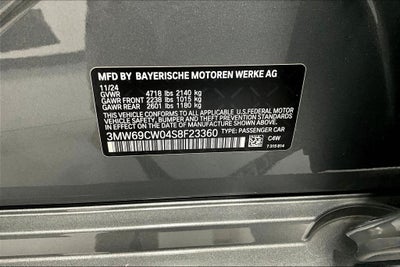 MFD BY BAYERISCHE MOTOREN WERKE AG
11/24
GVWR 4718 lbs 2140 kg
GAWR FRONT 2238 lbs 1015 kg
GAWR REAR 2601 lbs 1180 kg
THIS VEHICLE CONFORMS TO ALL APPLICABLE U.S.FEDERAL MOTOR
VEHICLE SAFETY, BUMPER, AND THEFT PREVENTION STANDARDS
IN EFFECT ON THE DATE OF MANUFACTURE SHOWN ABOVE.
3MW69CW04S8F23360 TYPE: PASSENGER CAR
C4W